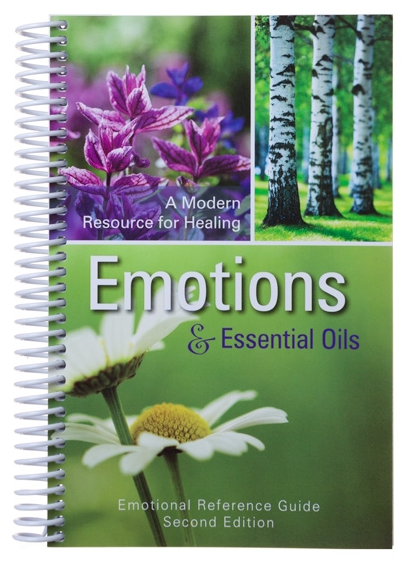 A Modern
Resource for Healing
Emotions
& Essential Oils
Emotional Reference Guide
Second Edition